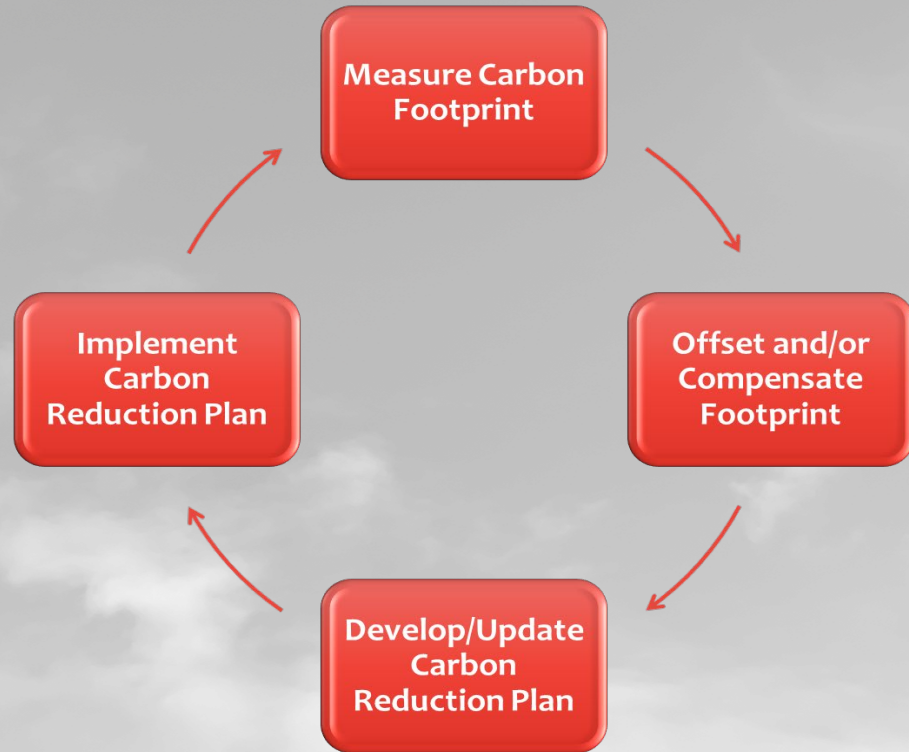 Measure Carbon
Footprint
Offset and/or
Compensate
Footprint
Develop/Update
Carbon
Reduction Plan
Implement
Carbon
Reduction Plan